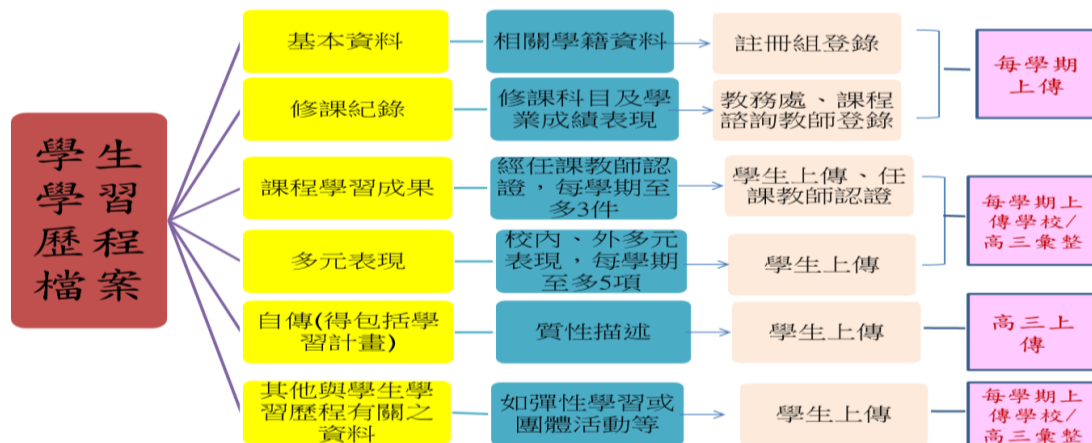 學生
學習
歷程
檔案
基本資料
相關學籍資料
註冊組登錄
每學期
上傳
修課紀錄
修課科目及學
業成績表現
教務處、課程
諮詢教師登錄
課程學習成果
經任課教師認
證，每學期至
多3件
學生上傳、任
課教師認證
每學期上
傳學校/
高三彙整
多元表現
校內、外多元
表現，每學期
至多5項
學生上傳
自傳(得包括學
習計畫)
質性描述
學生上傳
高三上
傳
其他與學生學
習歷程有關之
資料
如彈性學習或
團體活動等
學生上傳
每學期上
傳學校/
高三彙整